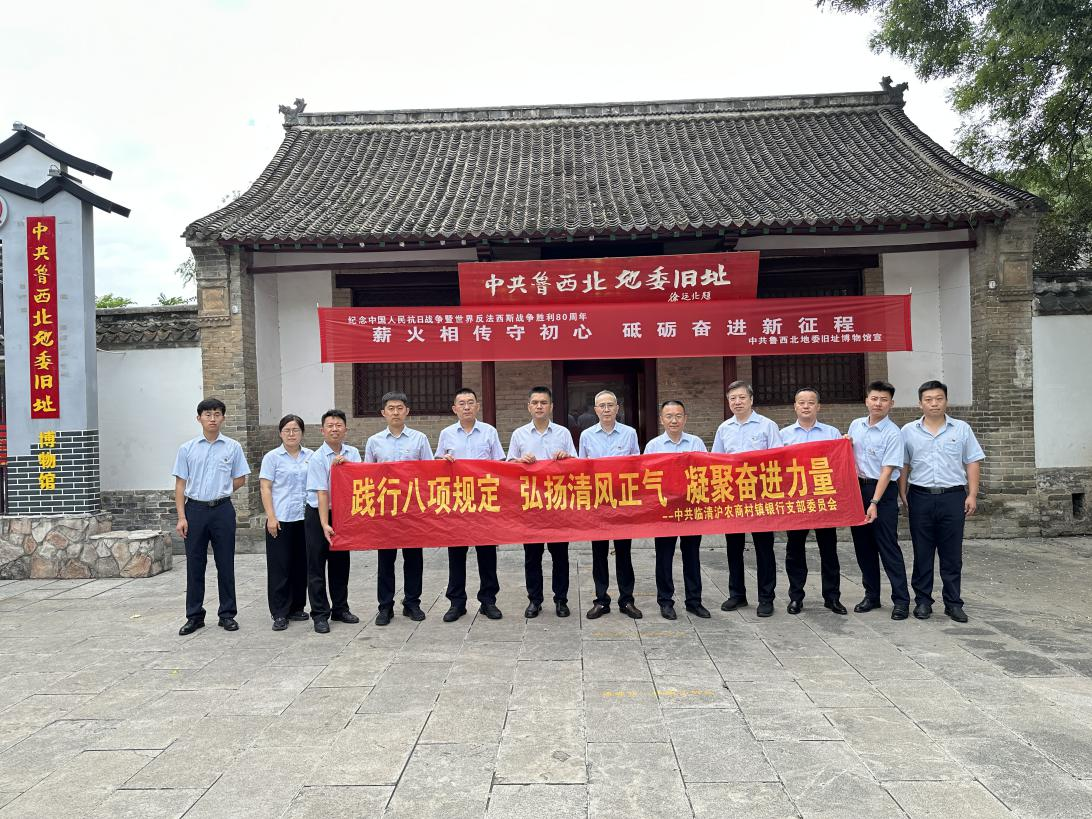 中共鲁西北地委旧址
博物馆
中共鲁西北地委旧址
徐运北题
纪念中国人民抗日战争暨世界反法西斯战争胜利80周年
薪火相传守初心 砥砺奋进新征程
中共鲁西北地委旧址博物馆宣
践行八项规定 弘扬清风正气 凝聚奋进力量
--中共临清沪农商村镇银行支部委员会